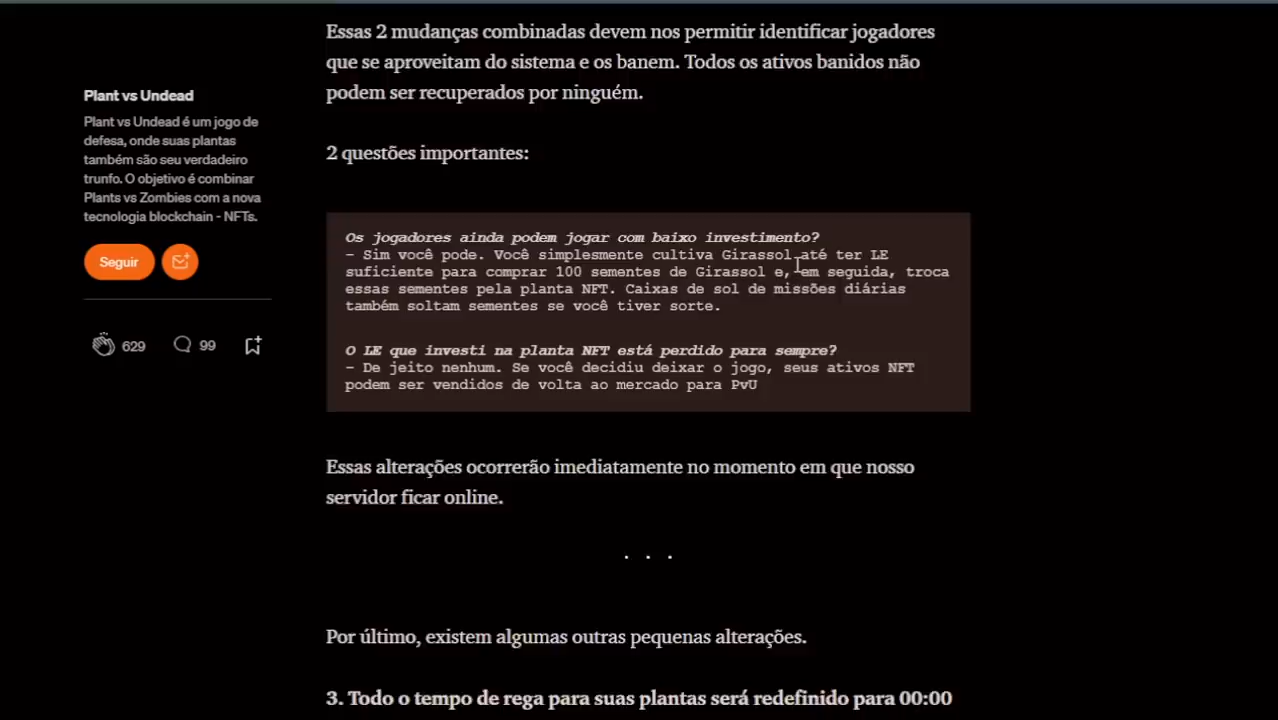 Essas 2 mudanças combinadas devem nos permitir identificar jogadores
que se aproveitam do sistema e os banem. Todos os ativos banidos não
podem ser recuperados por ninguém.
2 questões importantes:
Os jogadores ainda podem jogar com baixo investimento?
– Sim você pode. Você simplesmente cultiva Girassol até ter LE
suficiente para comprar 100 sementes de Girassol e, em seguida, troca
essas sementes pela planta NFT. Caixas de sol de missões diárias
também soltam sementes se você tiver sorte.
O LE que investi na planta NFT está perdido para sempre?
– De jeito nenhum. Se você decidiu deixar o jogo, seus ativos NFT
podem ser vendidos de volta ao mercado para PvU
Essas alterações ocorrerão imediatamente no momento em que nosso
servidor ficar online.
. . .
Por último, existem algumas outras pequenas alterações.
3. Todo o tempo de rega para suas plantas será redefinido para 00:00
Plant vs Undead
Plant vs Undead é um jogo de
defesa, onde suas plantas
também são seu verdadeiro
trunfo. O objetivo é combinar
Plants vs Zombies com a nova
tecnologia blockchain - NFTs.
Seguir
629 99